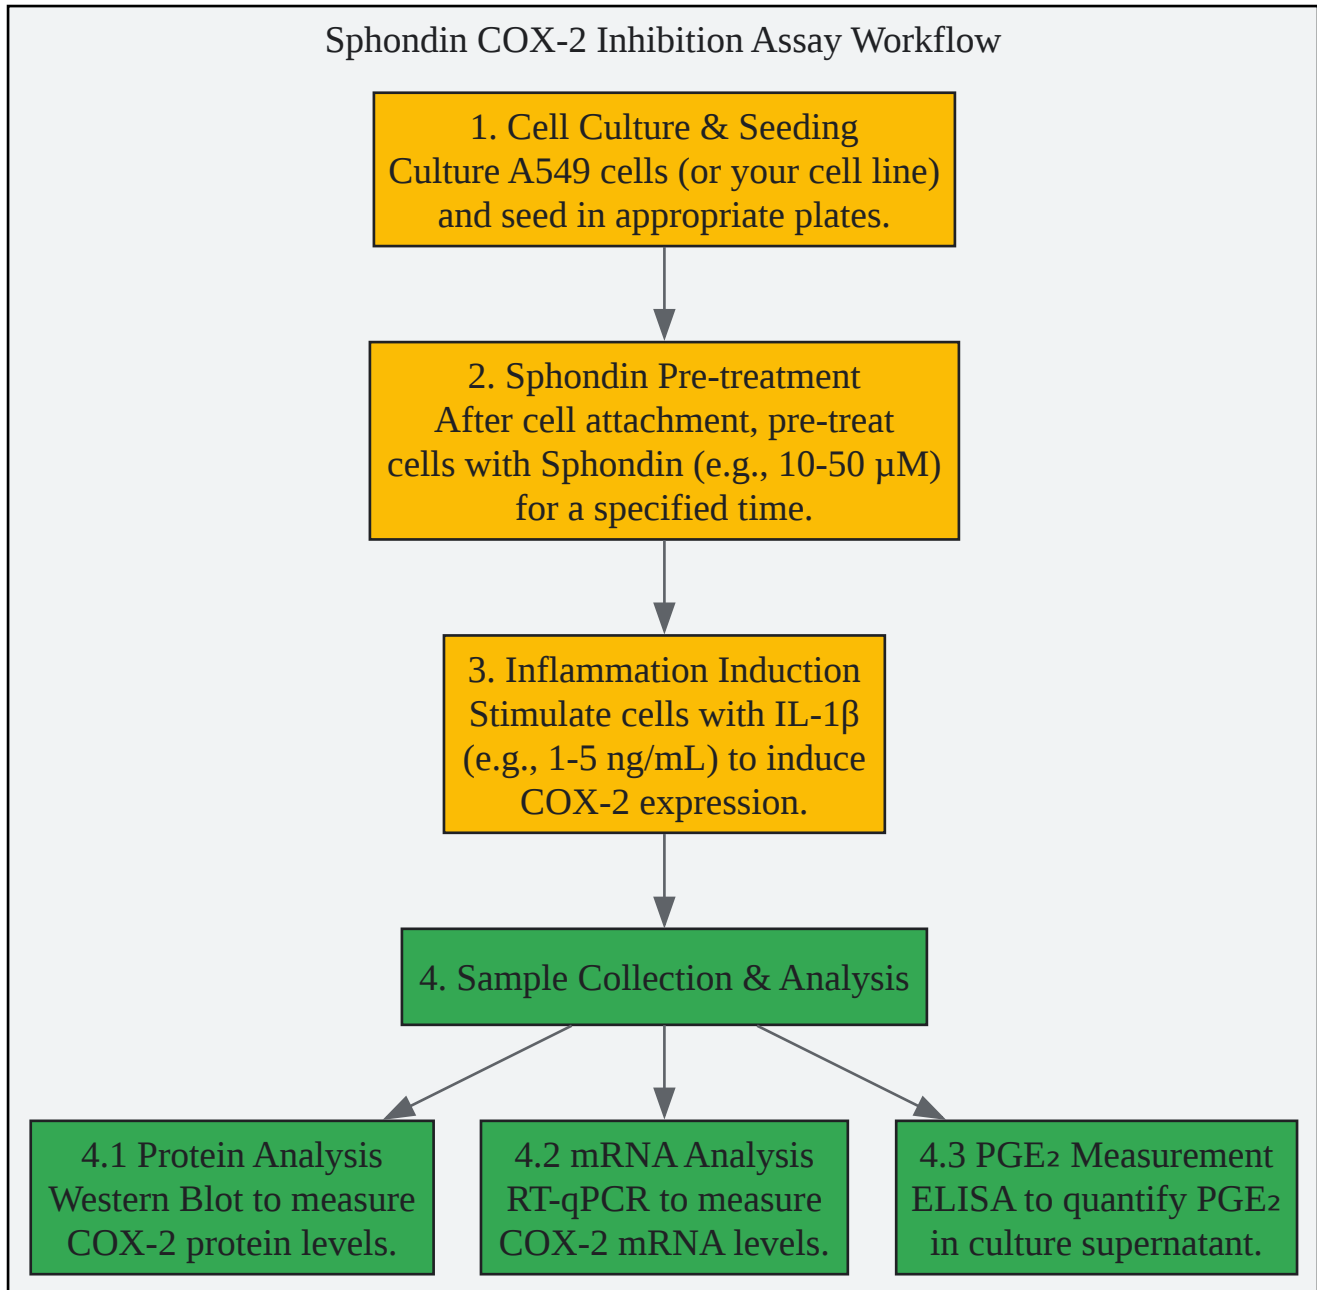 Sphondin COX-2 Inhibition Assay Workflow
1. Cell Culture & Seeding
Culture A549 cells (or your cell line)
and seed in appropriate plates.
2. Sphondin Pre-treatment
After cell attachment, pre-treat
cells with Sphondin (e.g., 10-50 µM)
for a specified time.
3. Inflammation Induction
Stimulate cells with IL-1β
(e.g., 1-5 ng/mL) to induce
COX-2 expression.
4. Sample Collection & Analysis
4.1 Protein Analysis
Western Blot to measure
COX-2 protein levels.
4.2 mRNA Analysis
RT-qPCR to measure
COX-2 mRNA levels.
4.3 PGE₂ Measurement
ELISA to quantify PGE₂
in culture supernatant.